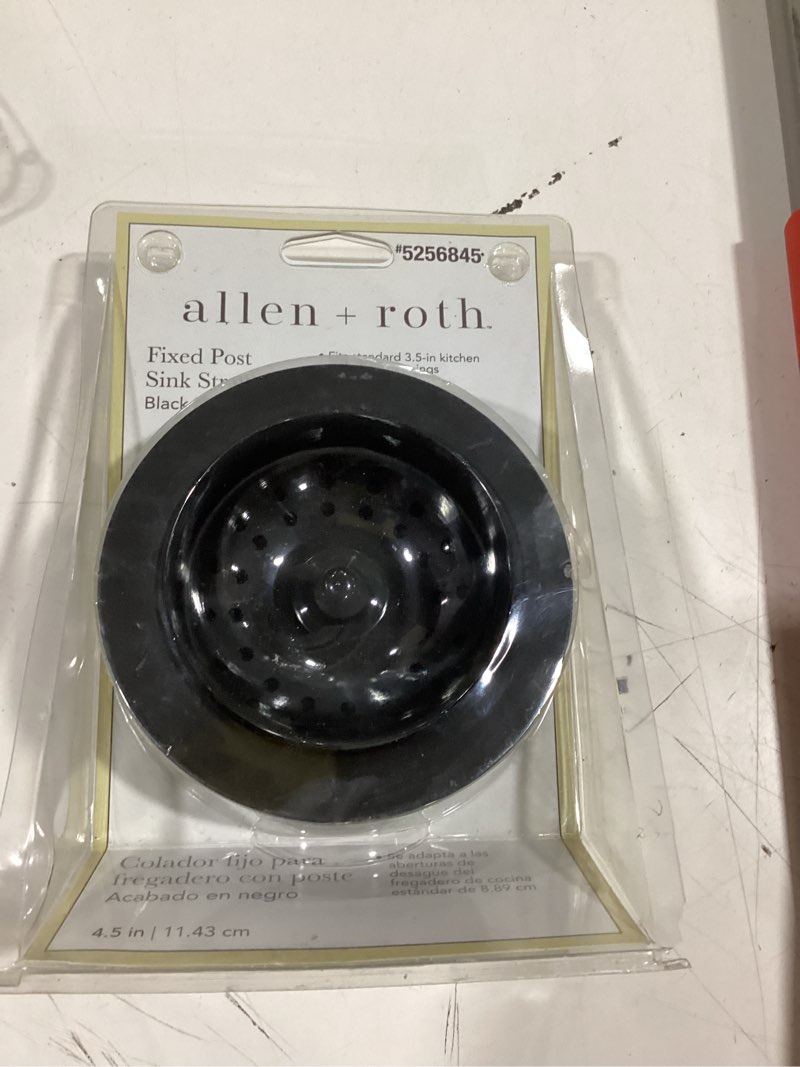 #5256845
allen + roth™
Fixed Post
Sink
Black
• Fits standard 3.5-in kitchen
Colador fijo para
fregadero con poste
Acabado en negro
• Se adapta a las
aberturas de
desagüe del
fregadero de cocina
estándar de 8.89 cm
4.5 in | 11.43 cm